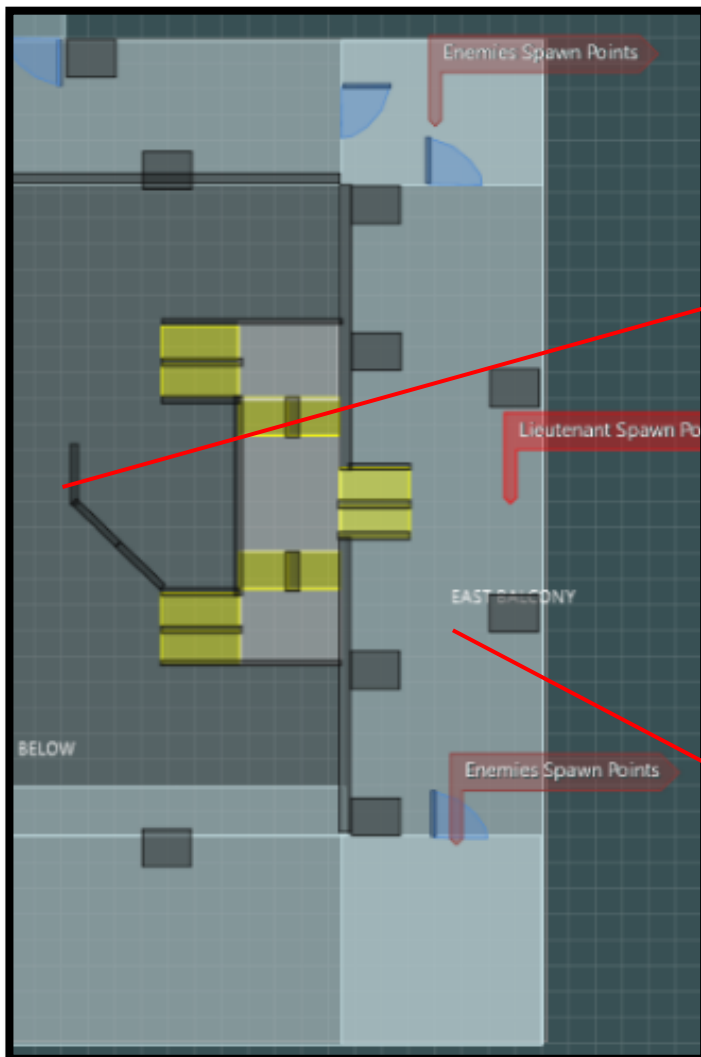 Enemies Spawn Points
Lieutenant Spawn Po
EAST BALCONY
BELOW
Enemies Spawn Points